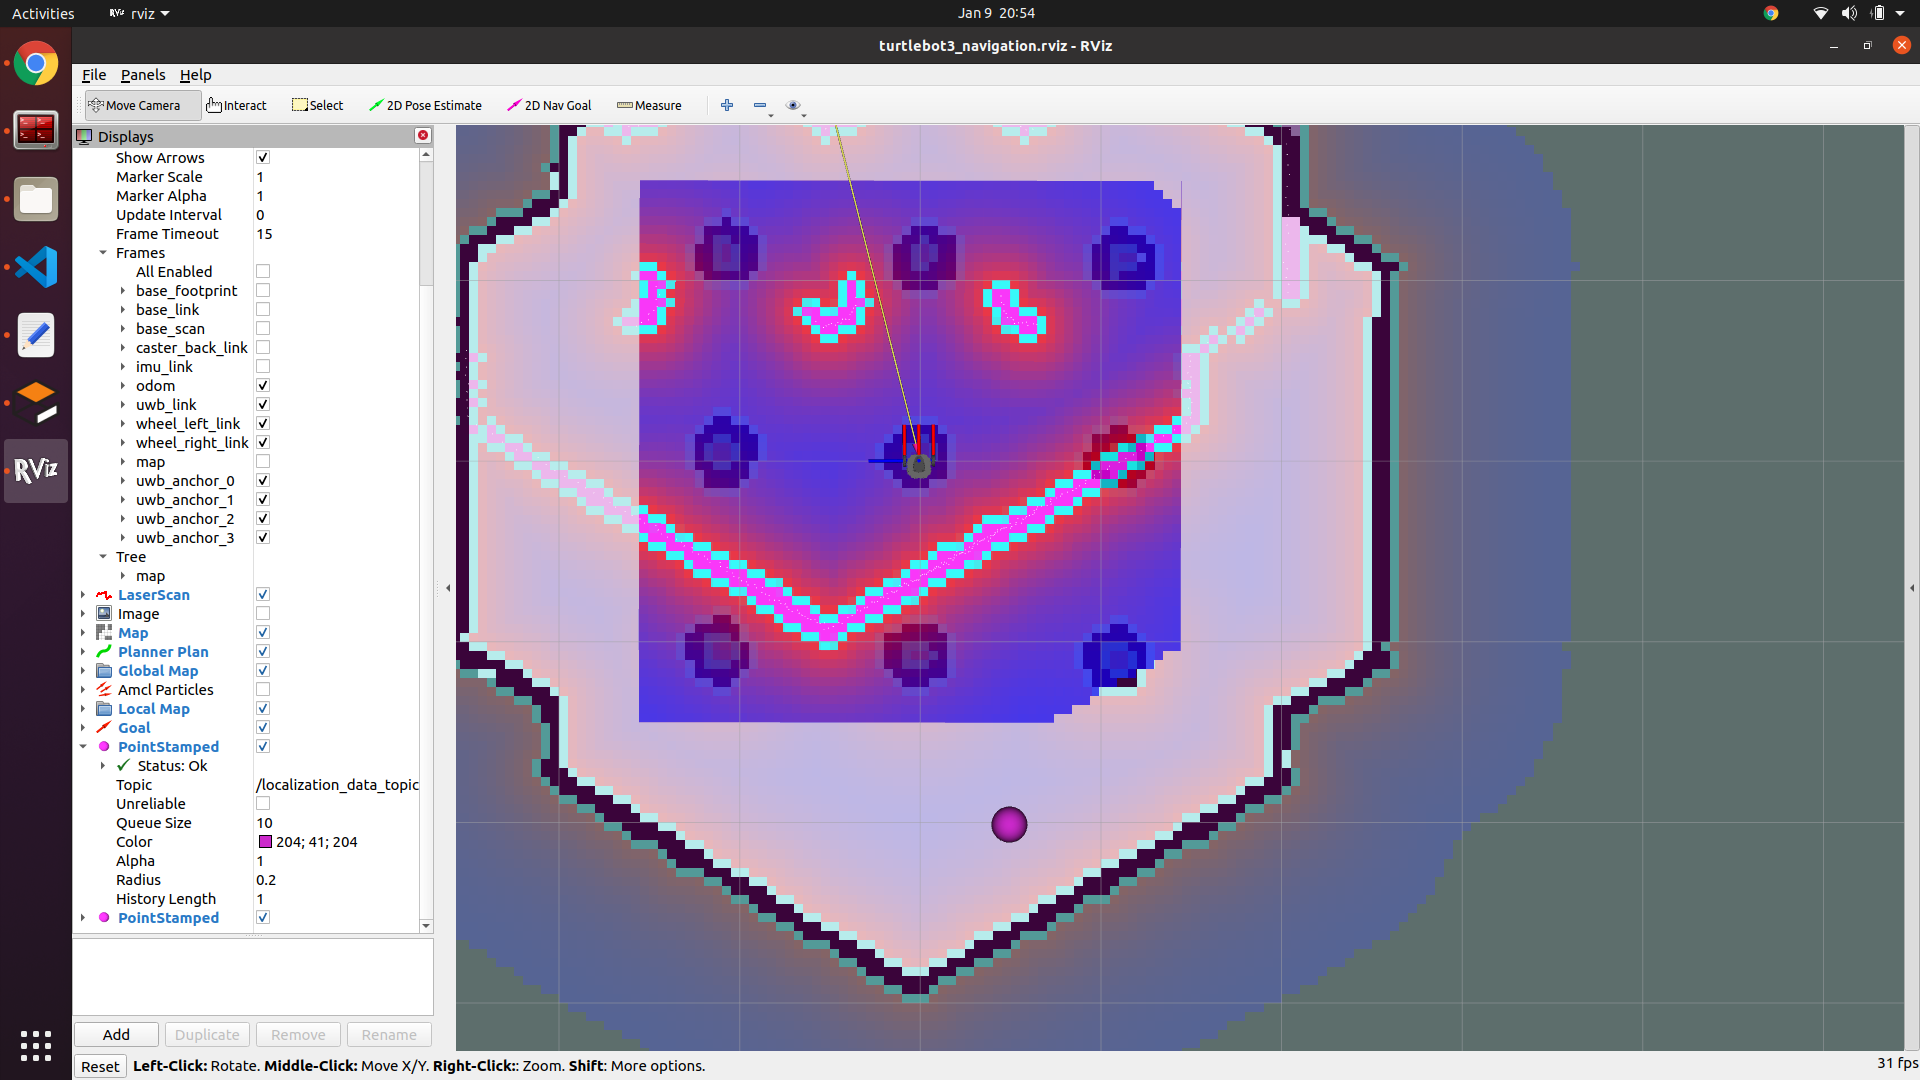 Activities
RViz rviz
Jan 9 20:54
turtlebot3_navigation.rviz - RViz
File Panels Help
Move Camera Interact Select 2D Pose Estimate 2D Nav Goal Measure
Displays
Show Arrows
Marker Scale 1
Marker Alpha 1
Update Interval 0
Frame Timeout 15
Frames
All Enabled
base_footprint
base_link
base_scan
caster_back_link
imu_link
odom
uwb_link
wheel_left_link
wheel_right_link
map
uwb_anchor_0
uwb_anchor_1
uwb_anchor_2
uwb_anchor_3
Tree
map
LaserScan
Image
Map
Planner Plan
Global Map
Amcl Particles
Local Map
Goal
PointStamped
Status: Ok
Topic /localization_data_topic
Unreliable
Queue Size 10
Color 204; 41; 204
Alpha 1
Radius 0.2
History Length 1
PointStamped
RViz
Add Duplicate Remove Rename
Reset Left-Click: Rotate. Middle-Click: Move X/Y. Right-Click:: Zoom. Shift: More options.
31 fps